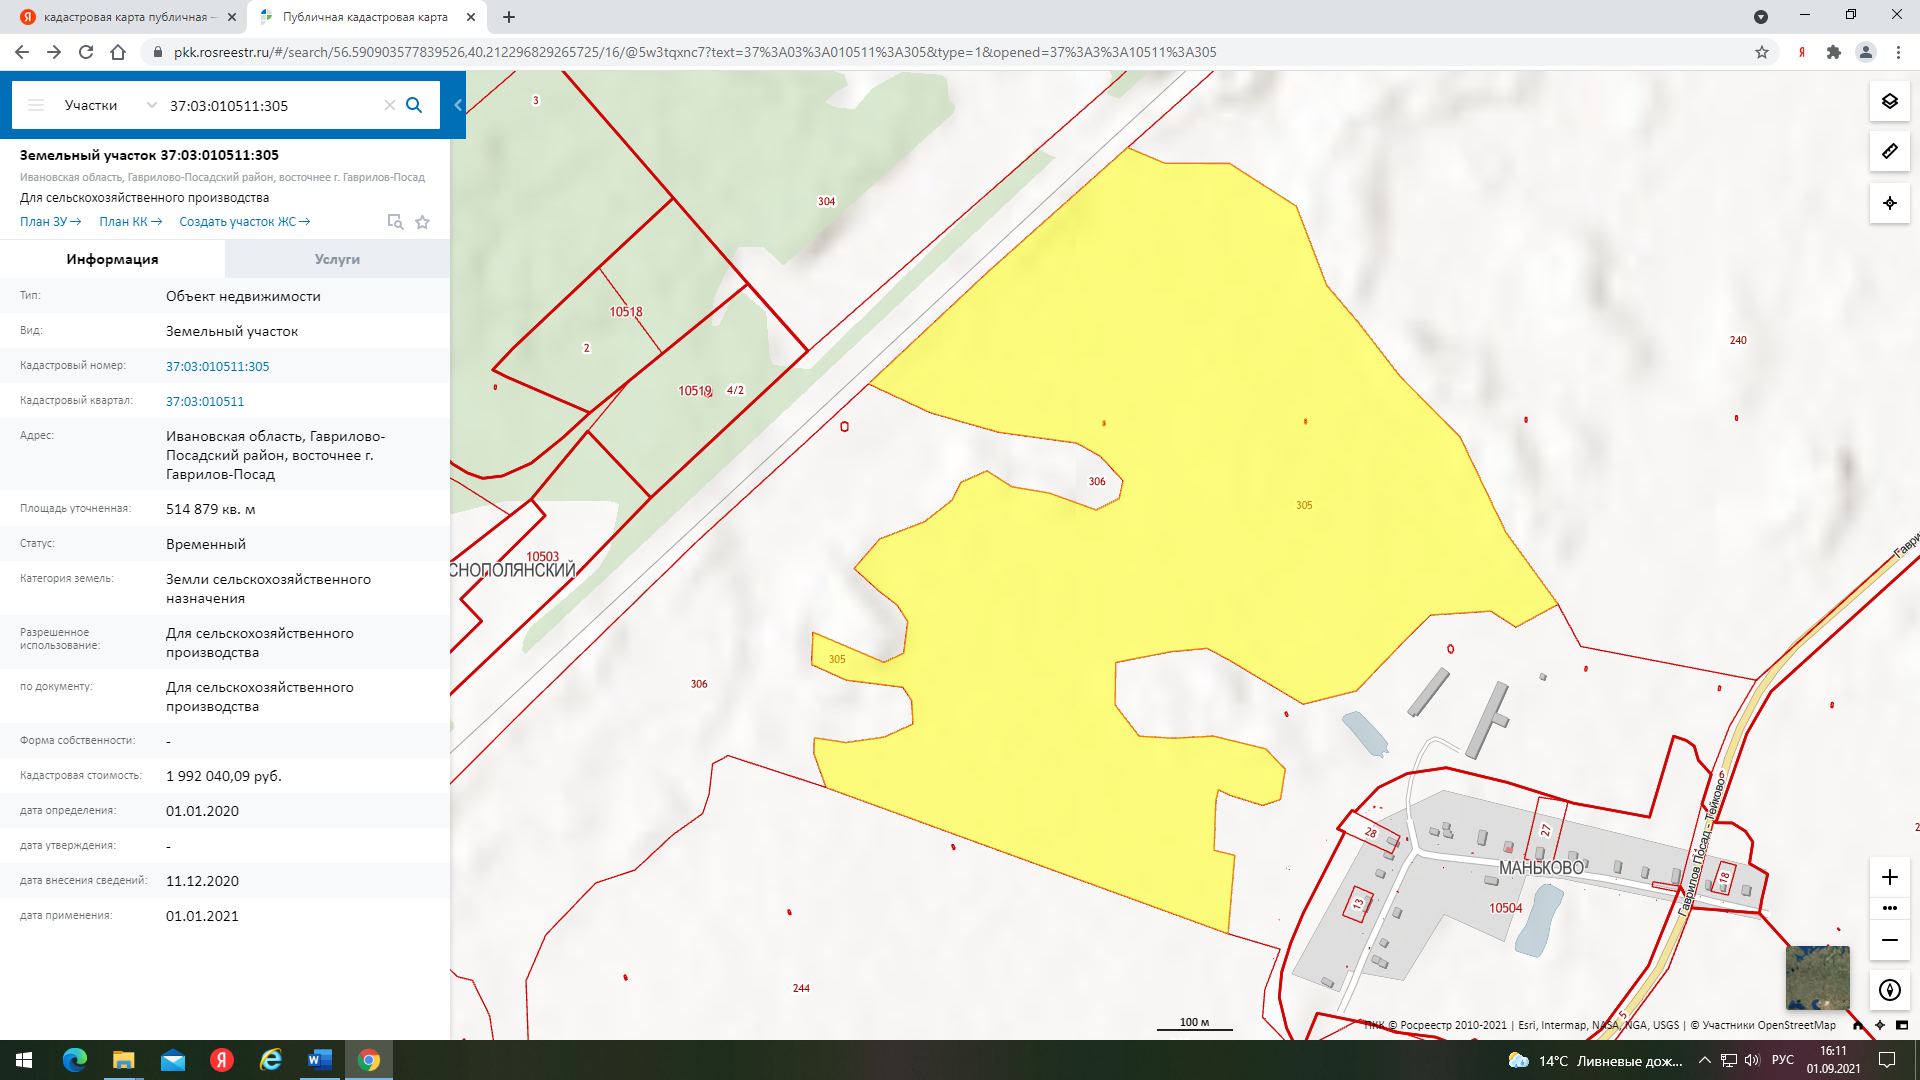 кадастровая карта публичная —
Публичная кадастровая карта
pkk.rosreestr.ru/#/search/56.590903577839526,40.212296829265725/16/@5w3tqxnc7?text=37%3A03%3A010511%3A305&type=1&opened=37%3A3%3A10511%3A305
Участки
37:03:010511:305
Земельный участок 37:03:010511:305
Ивановская область, Гаврилово-Посадский район, восточнее г. Гаврилов-Посад
Для сельскохозяйственного производства
План ЗУ → План КК → Создать участок ЖС →
Информация
Услуги
Тип: Объект недвижимости
Вид: Земельный участок
Кадастровый номер: 37:03:010511:305
Кадастровый квартал: 37:03:010511
Адрес: Ивановская область, Гаврилово-
Посадский район, восточнее г.
Гаврилов-Посад
Площадь уточненная: 514 879 кв. м
Статус: Временный
Категория земель: Земли сельскохозяйственного
назначения
Разрешенное
использование:
Для сельскохозяйственного
производства
по документу: Для сельскохозяйственного
производства
Форма собственности: -
Кадастровая стоимость: 1 992 040,09 руб.
дата определения: 01.01.2020
дата утверждения: -
дата внесения сведений: 11.12.2020
дата применения: 01.01.2021
3
304
10518
2
10519
4/2
240
306
305
10503
СНОПОЛЯНСКИЙ
305
306
Гаври
6
Гаврилов Посад - Тейково
28
27
МАНЬКОВО
18
13
10504
2
244
5
100 м
ПКК © Росреестр 2010-2021 | Esri, Intermap, NASA, NGA, USGS | © Участники OpenStreetMap
14°C Ливневые дож...
РУС
16:11
01.09.2021